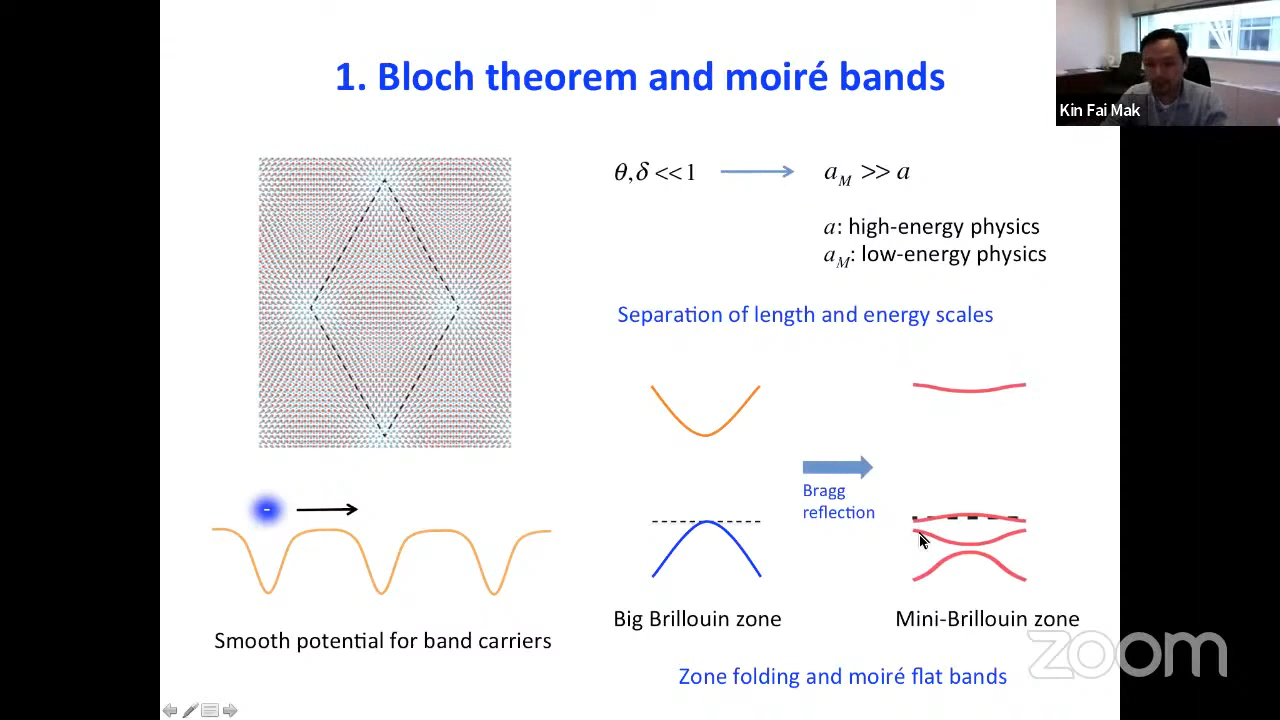 1. Bloch theorem and moiré bands
Kin Fai Mak
θ,δ <<1
a_M >> a
a: high-energy physics
a_M: low-energy physics
Separation of length and energy scales
-
Bragg
reflection
Smooth potential for band carriers
Big Brillouin zone
Mini-Brillouin zone
Zone folding and moiré flat bands
zoom